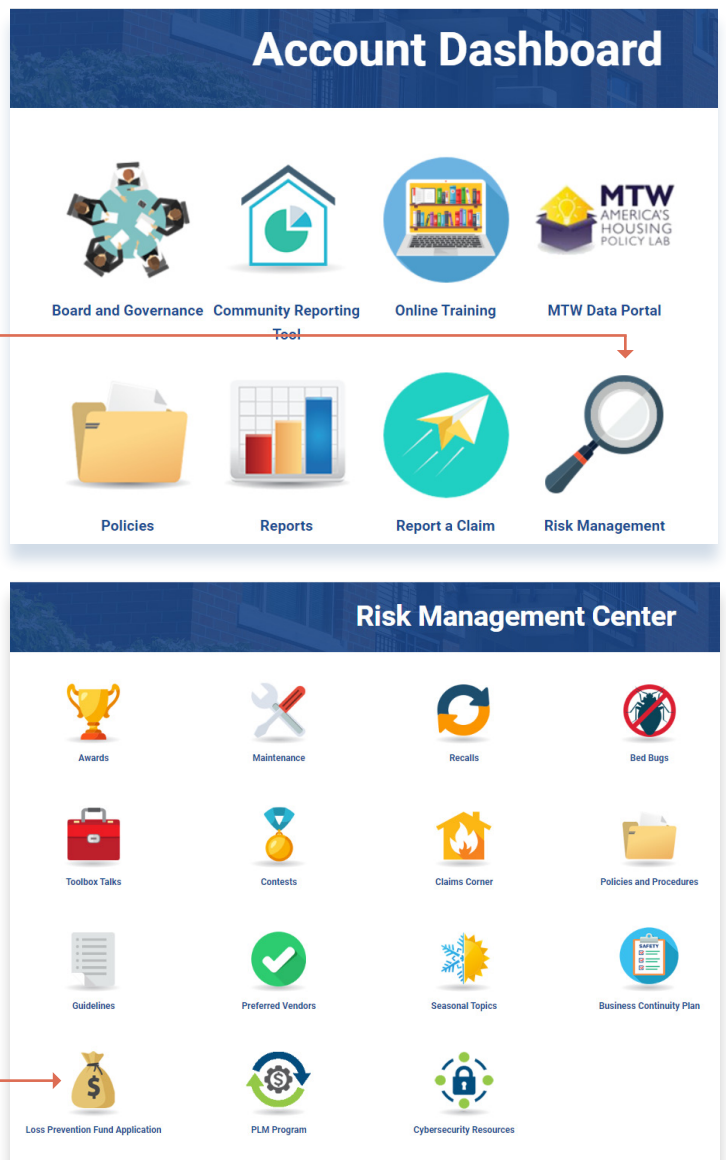 Account Dashboard
MTW
AMERICA'S
HOUSING
POLICY LAB
Board and Governance
Community Reporting
Tool
Online Training
MTW Data Portal
Policies
Reports
Report a Claim
Risk Management
Risk Management Center
Awards
Maintenance
Recalls
Bed Bugs
Toolbox Talks
Contests
Claims Corner
Policies and Procedures
SAFETY
Guidelines
Preferred Vendors
Seasonal Topics
Business Continuity Plan
$
Loss Prevention Fund Application
PLM Program
Cybersecurity Resources